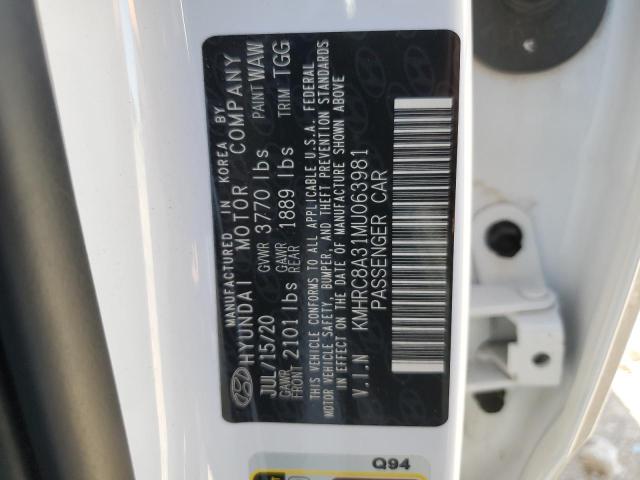 MANUFACTURED IN KOREA BY
HYUNDAI MOTOR COMPANY
JUL/15/20 GVWR 3770 lbs PAINT WAW
GAWR FRONT 2101 lbs GAWR REAR 1889 lbs TRIM TGG
THIS VEHICLE CONFORMS TO ALL APPLICABLE U.S.A. FEDERAL
MOTOR VEHICLE SAFETY, BUMPER, AND THEFT PREVENTION STANDARDS
IN EFFECT ON THE DATE OF MANUFACTURE SHOWN ABOVE
V.I.N KMHRC8A31MU063981
PASSENGER CAR
Q94